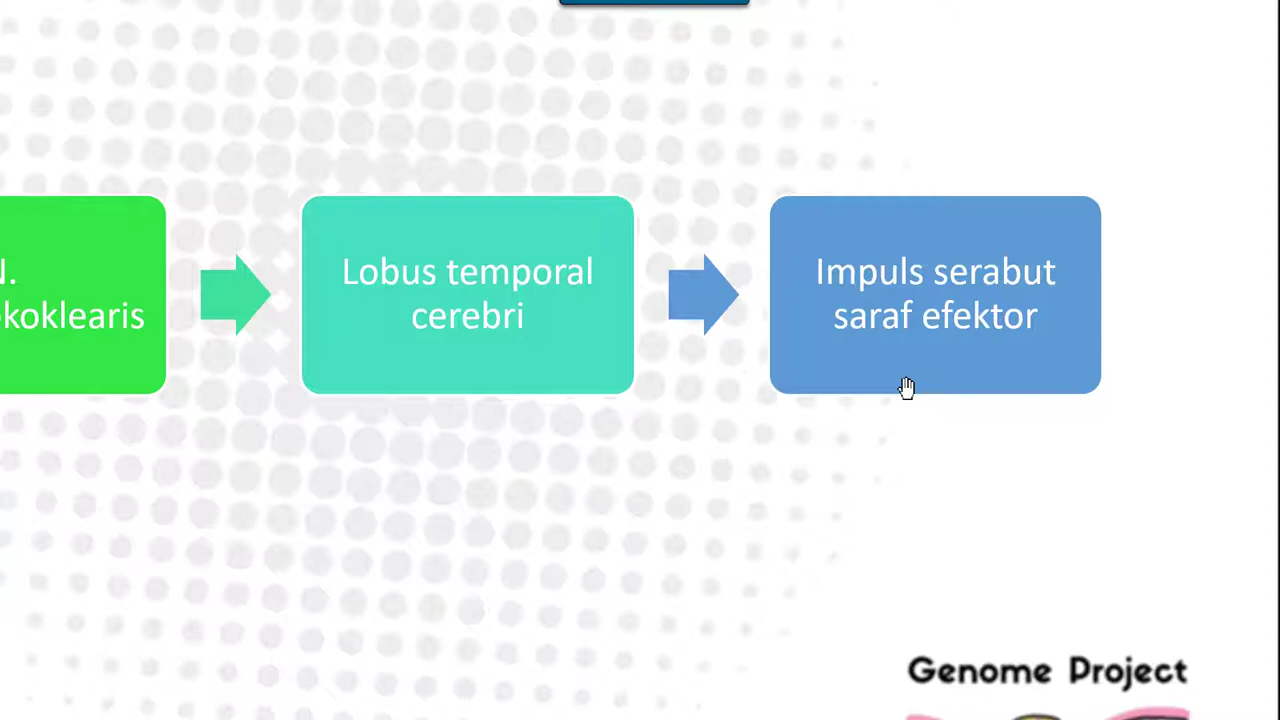 N.
koklearis
Lobus temporal
cerebri
Impuls serabut
saraf efektor
Genome Project